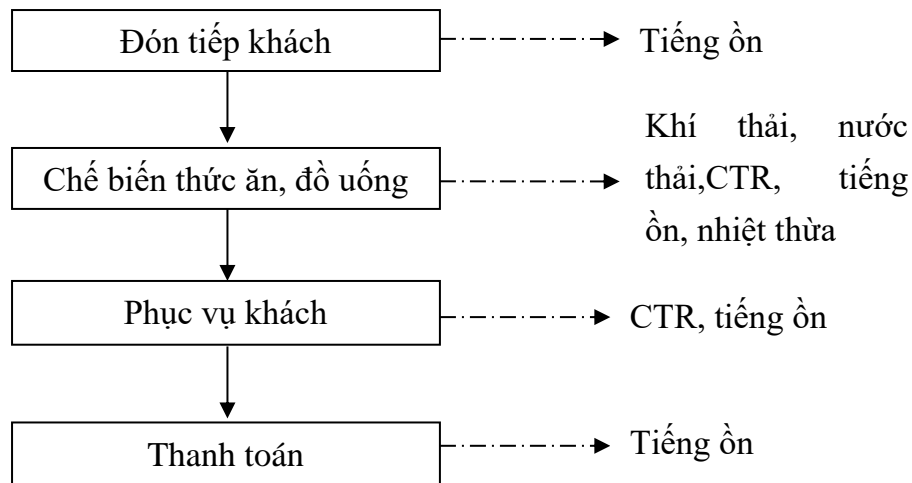 Đón tiếp khách
Tiếng ồn
Chế biến thức ăn, đồ uống
Khí thải, nước
thải,CTR, tiếng
ồn, nhiệt thừa
Phục vụ khách
CTR, tiếng ồn
Thanh toán
Tiếng ồn